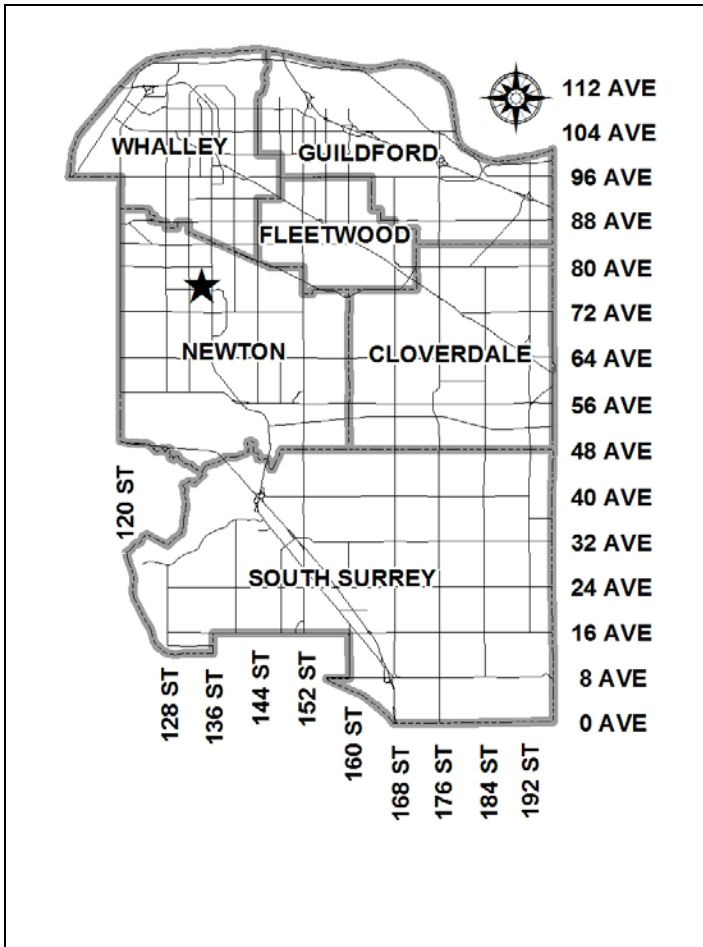 112 AVE
104 AVE
WHALLEY
GUILDFORD
96 AVE
88 AVE
FLEETWOOD
80 AVE
72 AVE
NEWTON
CLOVERDALE
64 AVE
56 AVE
48 AVE
120 ST
40 AVE
32 AVE
SOUTH SURREY
24 AVE
16 AVE
8 AVE
0 AVE
128 ST
136 ST
144 ST
152 ST
160 ST
168 ST
176 ST
184 ST
192 ST